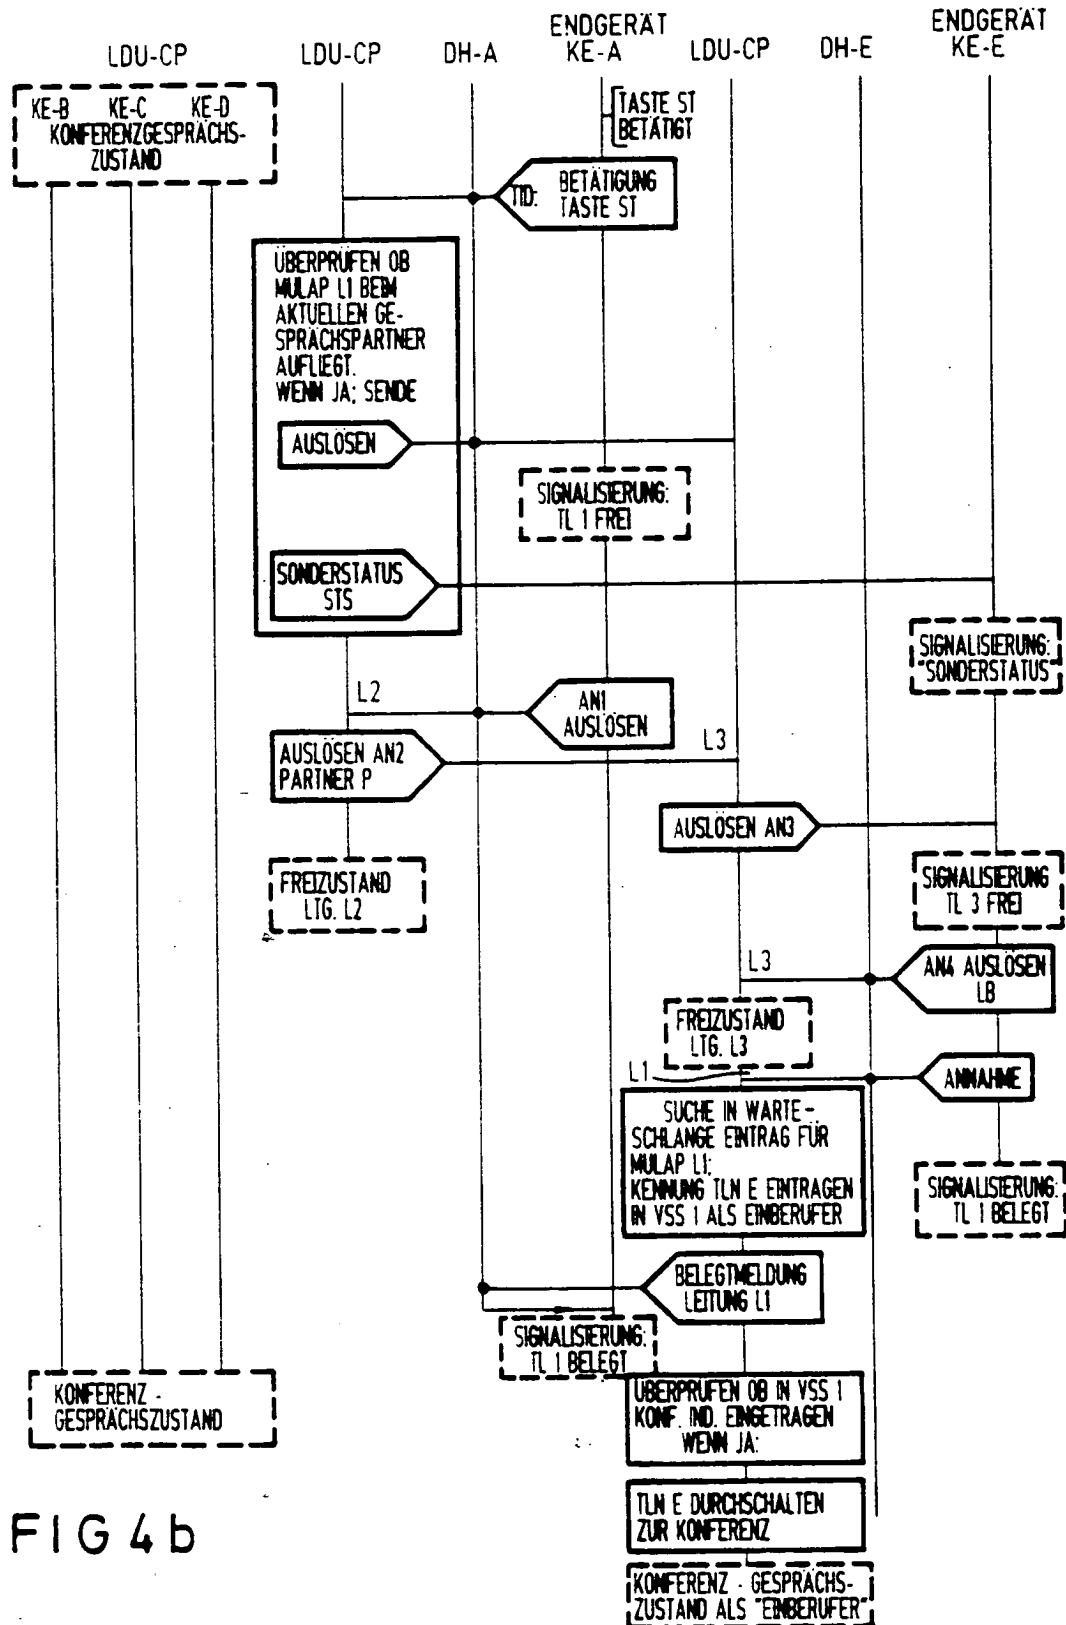 LDU-CP
LDU-CP
DH-A
ENDGERÄT
KE-A
LDU-CP
DH-E
ENDGERÄT
KE-E
KE-B KE-C KE-D
KONFERENZGESPRÄCHS-
ZUSTAND
TASTE ST
BETÄTIGT
TID: BETÄTIGUNG
TASTE ST
ÜBERPRÜFEN OB
MULAP L1 BEIM
AKTUELLEN GE-
SPRÄCHSPARTNER
AUFLIEGT.
WENN JA; SENDE
AUSLÖSEN
SIGNALISIERUNG:
TL 1 FREI
SONDERSTATUS
STS
SIGNALISIERUNG:
"SONDERSTATUS"
L2
AN1
AUSLÖSEN
AUSLÖSEN AN2
PARTNER P
L3
AUSLÖSEN AN3
FREIZUSTAND
LTG. L2
SIGNALISIERUNG
TL 3 FREI
L3
AN4 AUSLÖSEN
LB
FREIZUSTAND
LTG. L3
L1
ANNAHME
SUCHE IN WARTE-
SCHLANGE EINTRAG FÜR
MULAP L1;
KENNUNG TLN E EINTRAGEN
IN VSS 1 ALS EINBERUFER
SIGNALISIERUNG:
TL 1 BELEGT
BELEGTMELDUNG
LEITUNG L1
SIGNALISIERUNG:
TL 1 BELEGT
KONFERENZ -
GESPRÄCHSZUSTAND
ÜBERPRÜFEN OB IN VSS 1
KONF. IND. EINGETRAGEN
WENN JA:
TLN E DURCHSCHALTEN
ZUR KONFERENZ
KONFERENZ - GESPRÄCHS-
ZUSTAND ALS "EINBERUFER"
FIG 4b